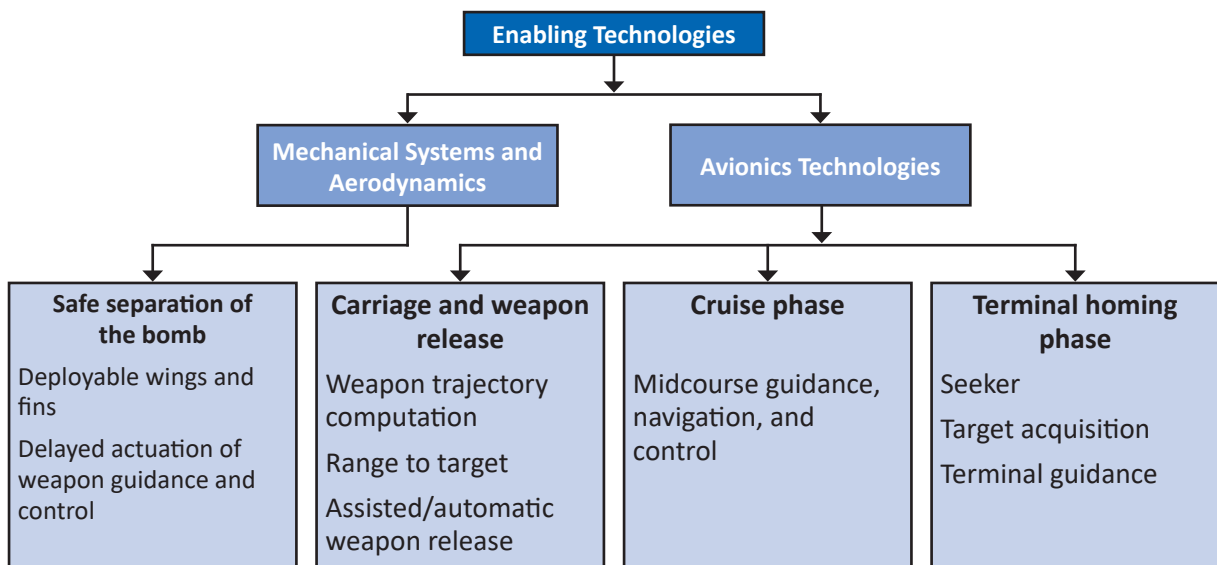 Enabling Technologies
Mechanical Systems and
Aerodynamics
Avionics Technologies
Safe separation of
the bomb
Deployable wings and
fins
Delayed actuation of
weapon guidance and
control
Carriage and weapon
release
Weapon trajectory
computation
Range to target
Assisted/automatic
weapon release
Cruise phase
Midcourse guidance,
navigation, and
control
Terminal homing
phase
Seeker
Target acquisition
Terminal guidance